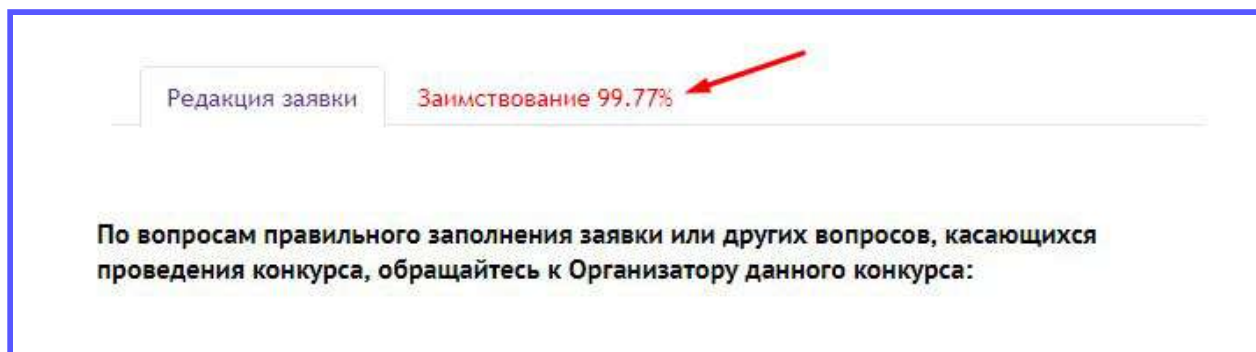 Редакция заявки Заимствование 99.77%
По вопросам правильного заполнения заявки или других вопросов, касающихся
проведения конкурса, обращайтесь к Организатору данного конкурса: